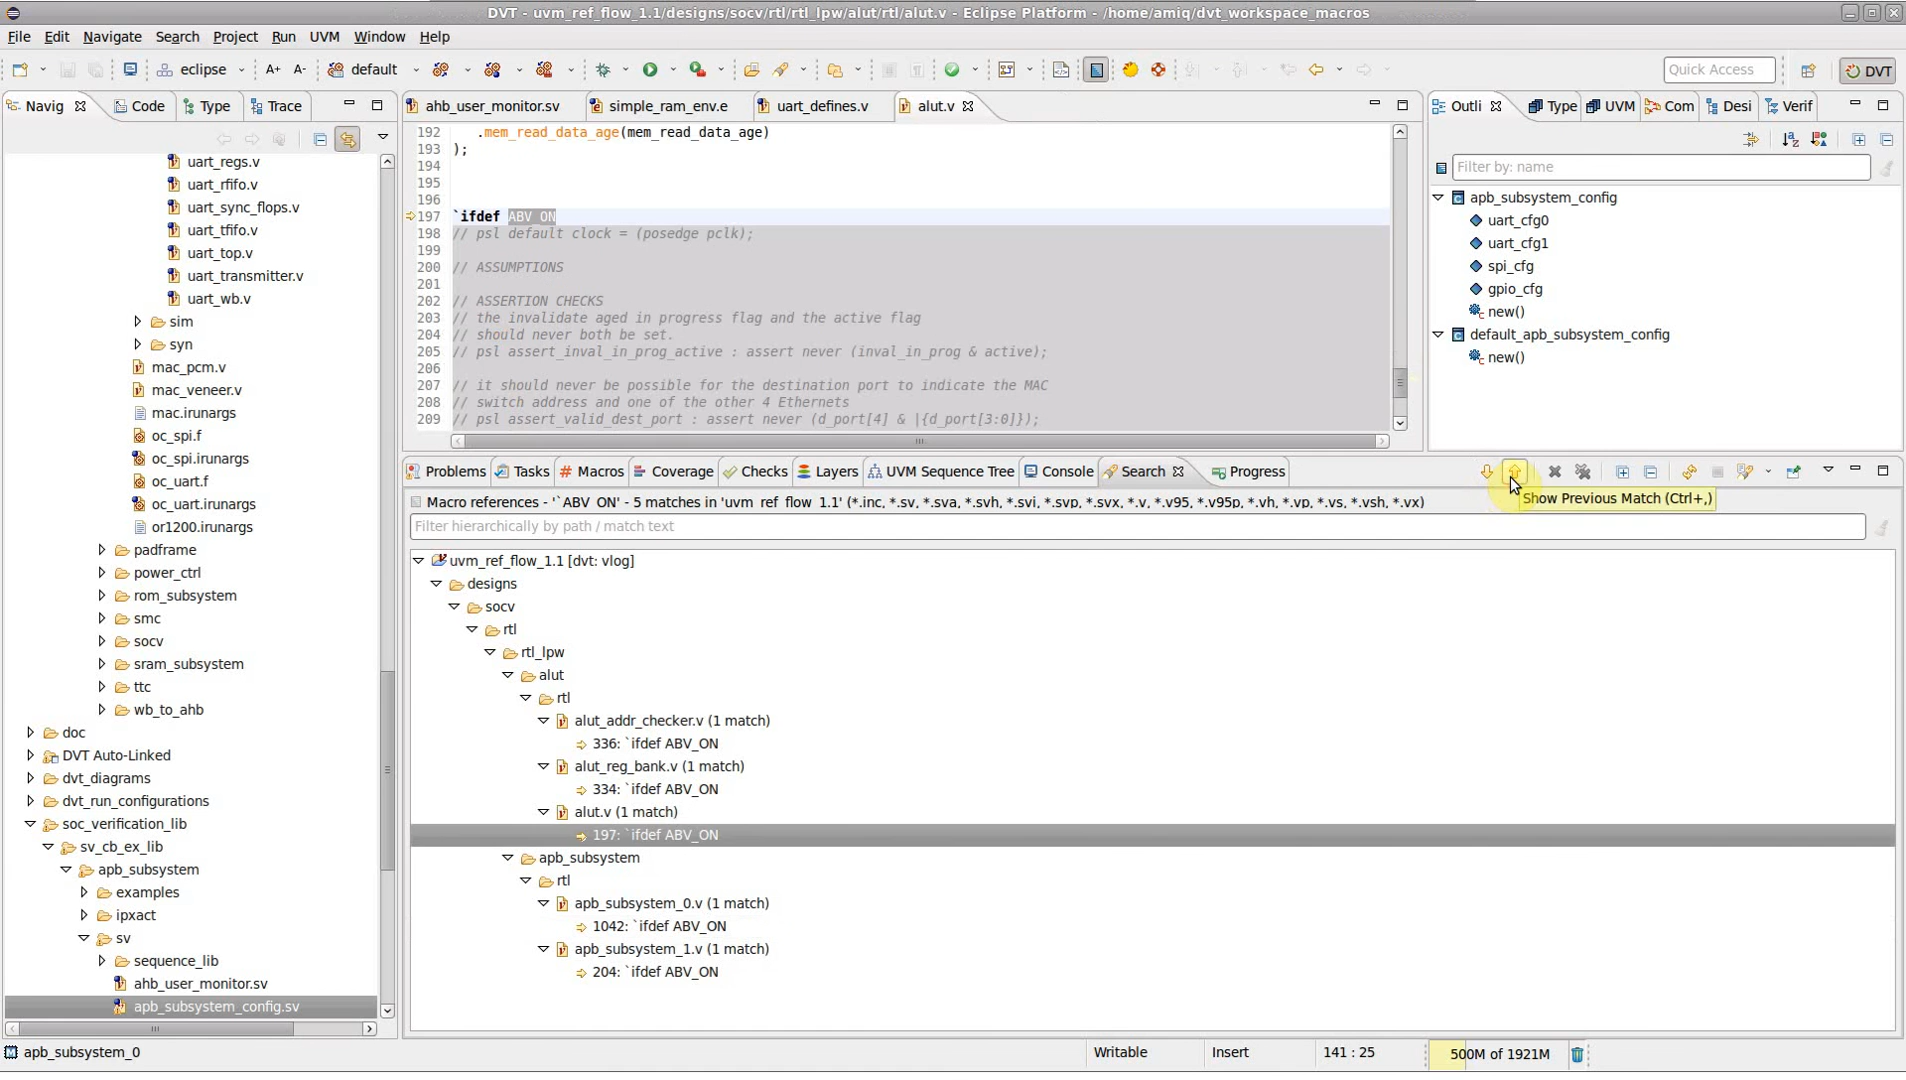 DVT - uvm_ref_flow_1.1/designs/socv/rtl/rtl_lpw/alut/rtl/alut.v - Eclipse Platform - /home/amiq/dvt_workspace_macros
File Edit Navigate Search Project Run UVM Window Help
eclipse A+ A- default Quick Access DVT
Navig Code Type Trace
uart_regs.v
uart_rfifo.v
uart_sync_flops.v
uart_tfifo.v
uart_top.v
uart_transmitter.v
uart_wb.v
sim
syn
mac_pcm.v
mac_veneer.v
mac.irunargs
oc_spi.f
oc_spi.irunargs
oc_uart.f
oc_uart.irunargs
or1200.irunargs
padframe
power_ctrl
rom_subsystem
smc
socv
sram_subsystem
ttc
wb_to_ahb
doc
DVT Auto-Linked
dvt_diagrams
dvt_run_configurations
soc_verification_lib
sv_cb_ex_lib
apb_subsystem
examples
ipxact
sv
sequence_lib
ahb_user_monitor.sv
apb_subsystem_config.sv
ahb_user_monitor.sv simple_ram_env.e uart_defines.v alut.v
192 .mem_read_data_age(mem_read_data_age)
193 );
194
195
196
197 `ifdef ABV_ON
198 // psl default clock = (posedge pclk);
199
200 // ASSUMPTIONS
201
202 // ASSERTION CHECKS
203 // the invalidate aged in progress flag and the active flag
204 // should never both be set.
205 // psl assert_inval_in_prog_active : assert never (inval_in_prog & active);
206
207 // it should never be possible for the destination port to indicate the MAC
208 // switch address and one of the other 4 Ethernets
209 // psl assert_valid_dest_port : assert never (d_port[4] & |{d_port[3:0]});
Outli Type UVM Com Desi Verif
Filter by: name
apb_subsystem_config
uart_cfg0
uart_cfg1
spi_cfg
gpio_cfg
new()
default_apb_subsystem_config
new()
Problems Tasks Macros Coverage Checks Layers UVM Sequence Tree Console Search Progress
Show Previous Match (Ctrl+,)
Macro references - '`ABV_ON' - 5 matches in 'uvm_ref_flow_1.1' (*.inc, *.sv, *.sva, *.svh, *.svi, *.svp, *.svx, *.v, *.v95, *.v95p, *.vh, *.vp, *.vs, *.vsh, *.vx)
Filter hierarchically by path / match text
uvm_ref_flow_1.1 [dvt: vlog]
designs
socv
rtl
rtl_lpw
alut
rtl
alut_addr_checker.v (1 match)
336: `ifdef ABV_ON
alut_reg_bank.v (1 match)
334: `ifdef ABV_ON
alut.v (1 match)
197: `ifdef ABV_ON
apb_subsystem
rtl
apb_subsystem_0.v (1 match)
1042: `ifdef ABV_ON
apb_subsystem_1.v (1 match)
204: `ifdef ABV_ON
apb_subsystem_0 Writable Insert 141 : 25 500M of 1921M